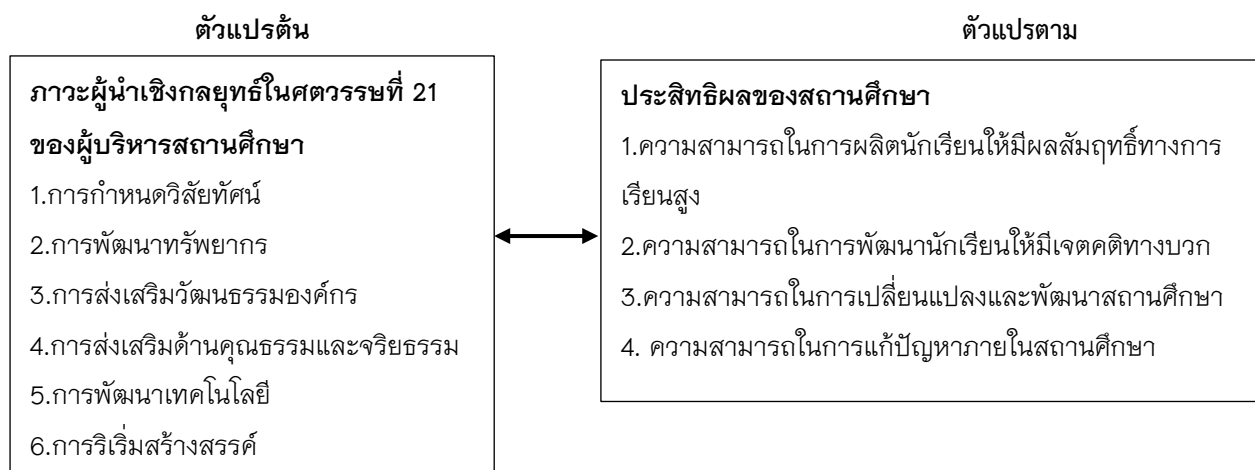 ตัวแปรต้น
ภาวะผู้นำเชิงกลยุทธ์ในศตวรรษที่ 21
ของผู้บริหารสถานศึกษา
1.การกำหนดวิสัยทัศน์
2.การพัฒนาทรัพยากร
3.การส่งเสริมวัฒนธรรมองค์กร
4.การส่งเสริมด้านคุณธรรมและจริยธรรม
5.การพัฒนาเทคโนโลยี
6.การริเริ่มสร้างสรรค์
ตัวแปรตาม
ประสิทธิผลของสถานศึกษา
1.ความสามารถในการผลิตนักเรียนให้มีผลสัมฤทธิ์ทางการ
เรียนสูง
2.ความสามารถในการพัฒนานักเรียนให้มีเจตคติทางบวก
3.ความสามารถในการเปลี่ยนแปลงและพัฒนาสถานศึกษา
4. ความสามารถในการแก้ปัญหาภายในสถานศึกษา